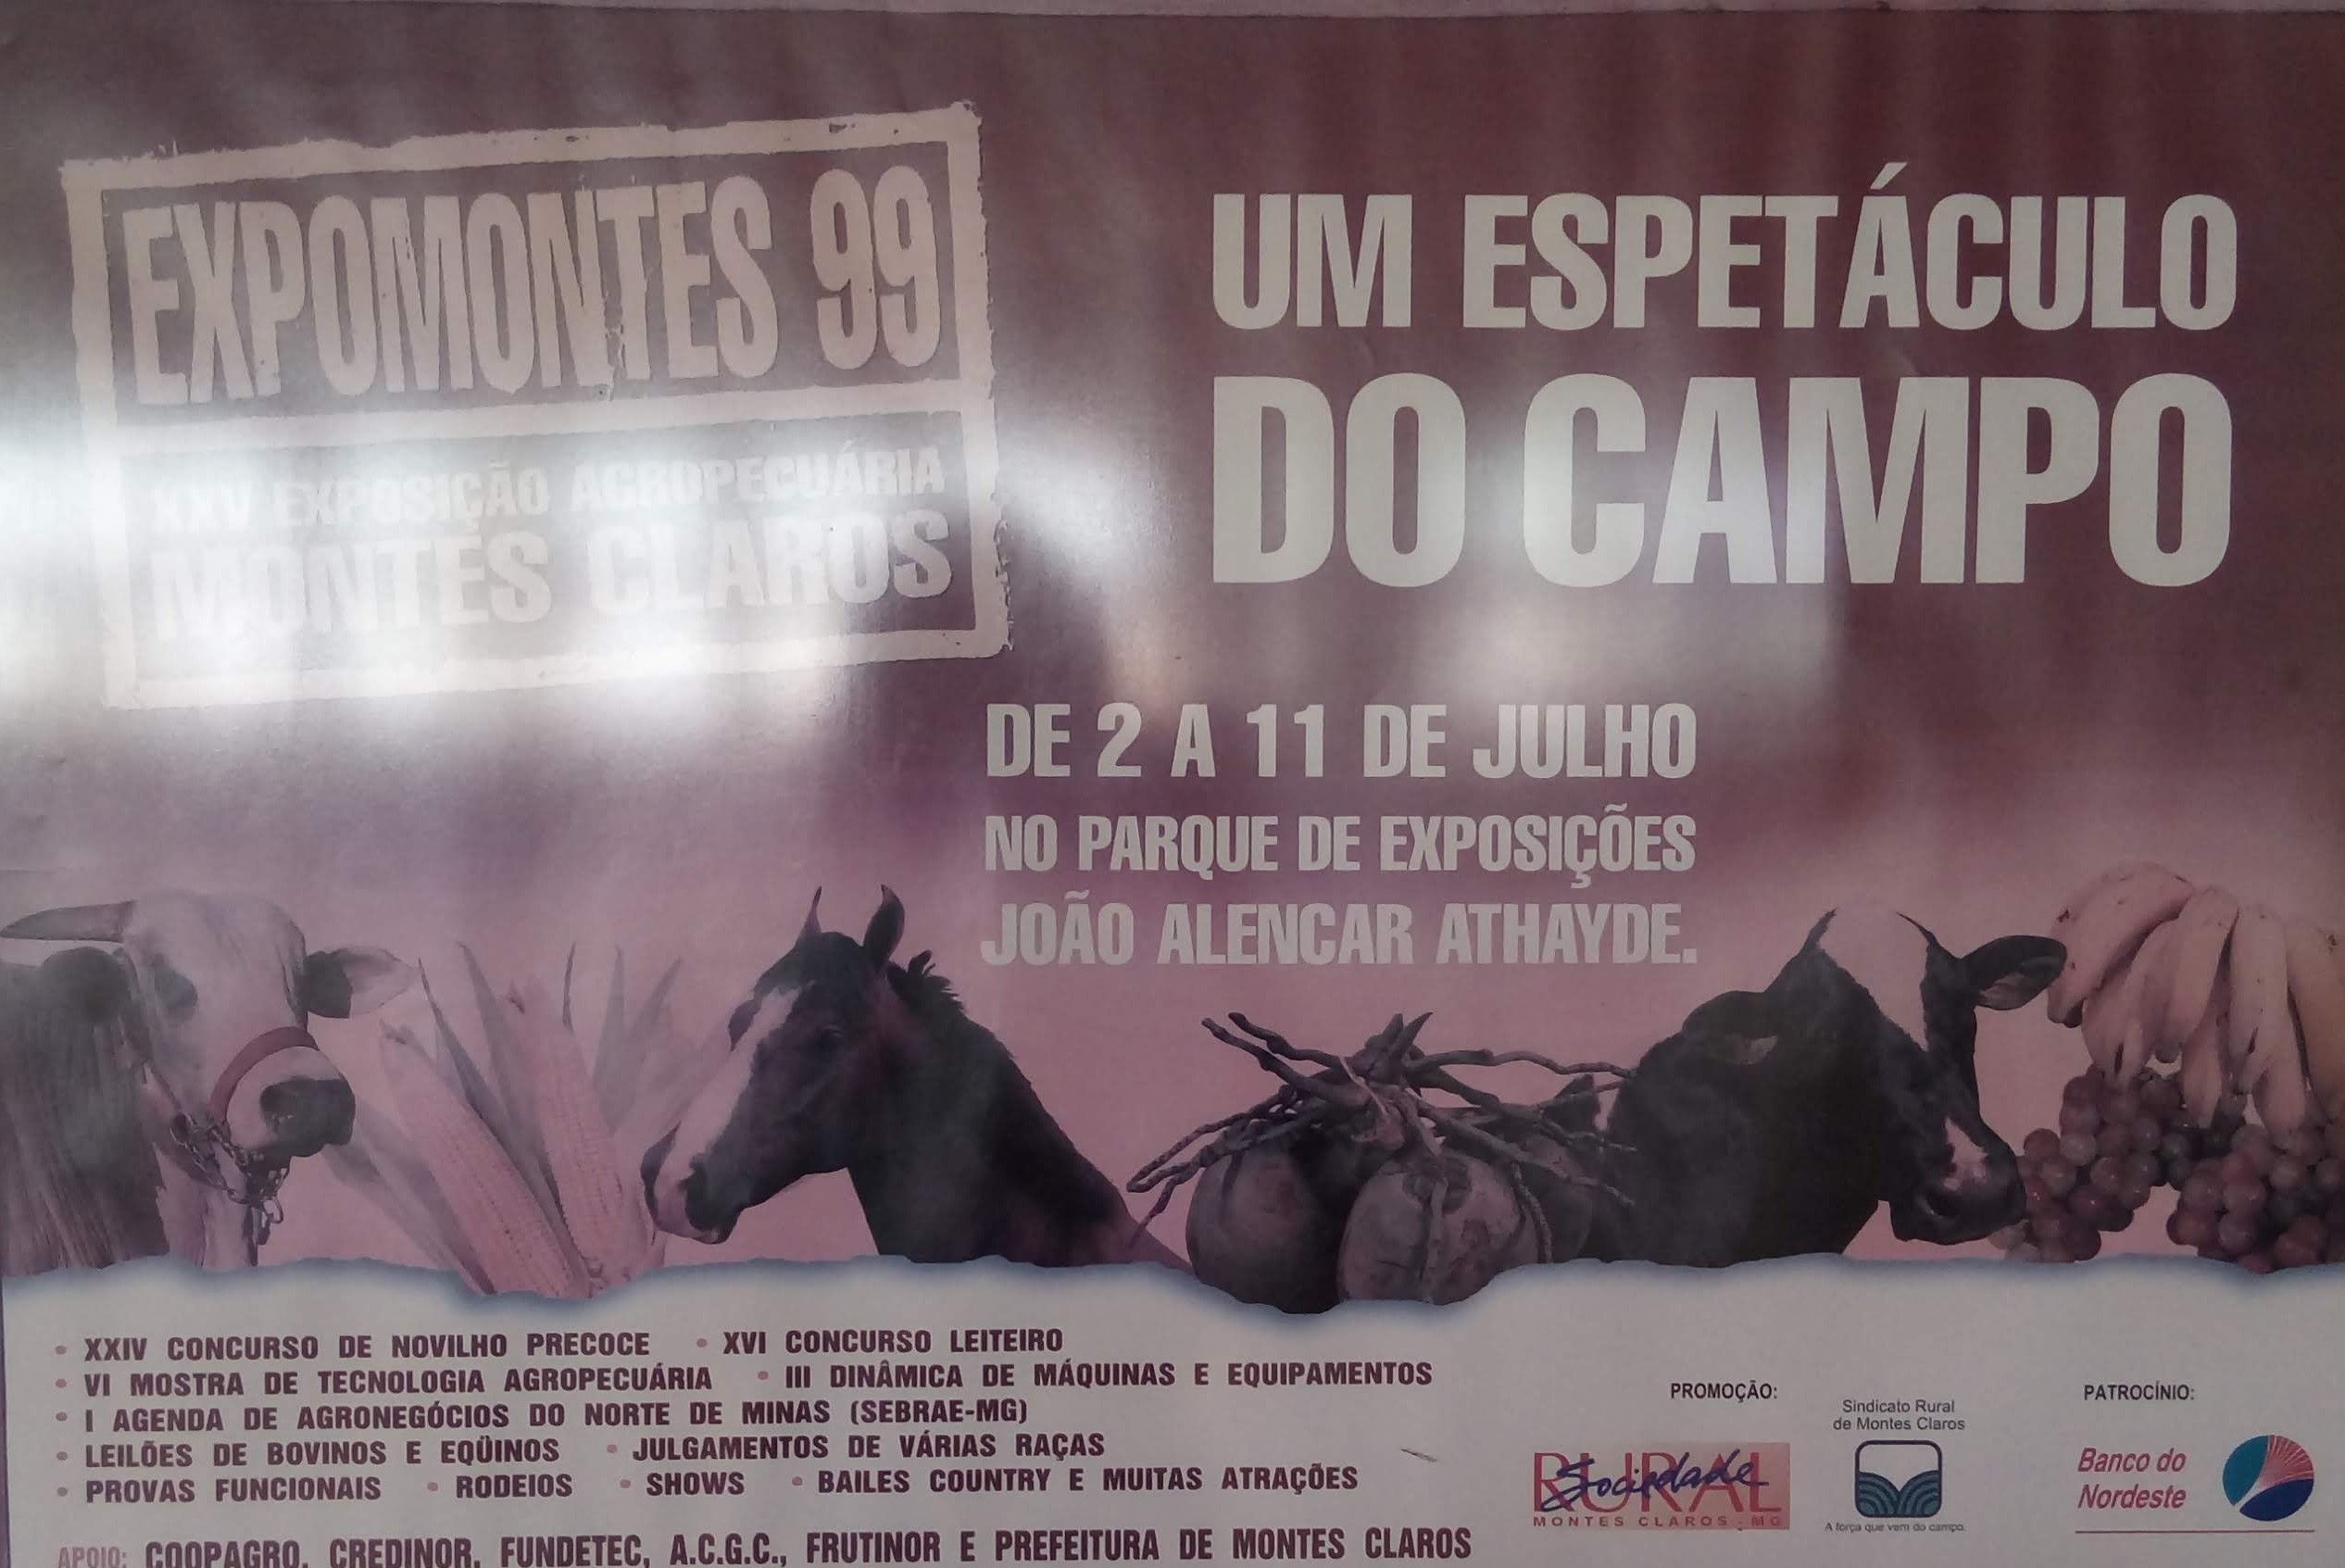 EXPOMONTES 99
XXV EXPOSIÇÃO AGROPECUÁRIA
MONTES CLAROS
UM ESPETÁCULO
DO CAMPO
DE 2 A 11 DE JULHO
NO PARQUE DE EXPOSIÇÕES
JOÃO ALENCAR ATHAYDE.
• XXIV CONCURSO DE NOVILHO PRECOCE • XVI CONCURSO LEITEIRO
• VI MOSTRA DE TECNOLOGIA AGROPECUÁRIA • III DINÂMICA DE MÁQUINAS E EQUIPAMENTOS
• I AGENDA DE AGRONEGÓCIOS DO NORTE DE MINAS (SEBRAE-MG)
• LEILÕES DE BOVINOS E EQÜINOS • JULGAMENTOS DE VÁRIAS RAÇAS
• PROVAS FUNCIONAIS • RODEIOS • SHOWS • BAILES COUNTRY E MUITAS ATRAÇÕES
APOIO: COOPAGRO, CREDINOR, FUNDETEC, A.C.G.C., FRUTINOR E PREFEITURA DE MONTES CLAROS
PROMOÇÃO:
Sociedade
RURAL
MONTES CLAROS - MG
Sindicato Rural
de Montes Claros
A força que vem do campo.
PATROCÍNIO:
Banco do
Nordeste